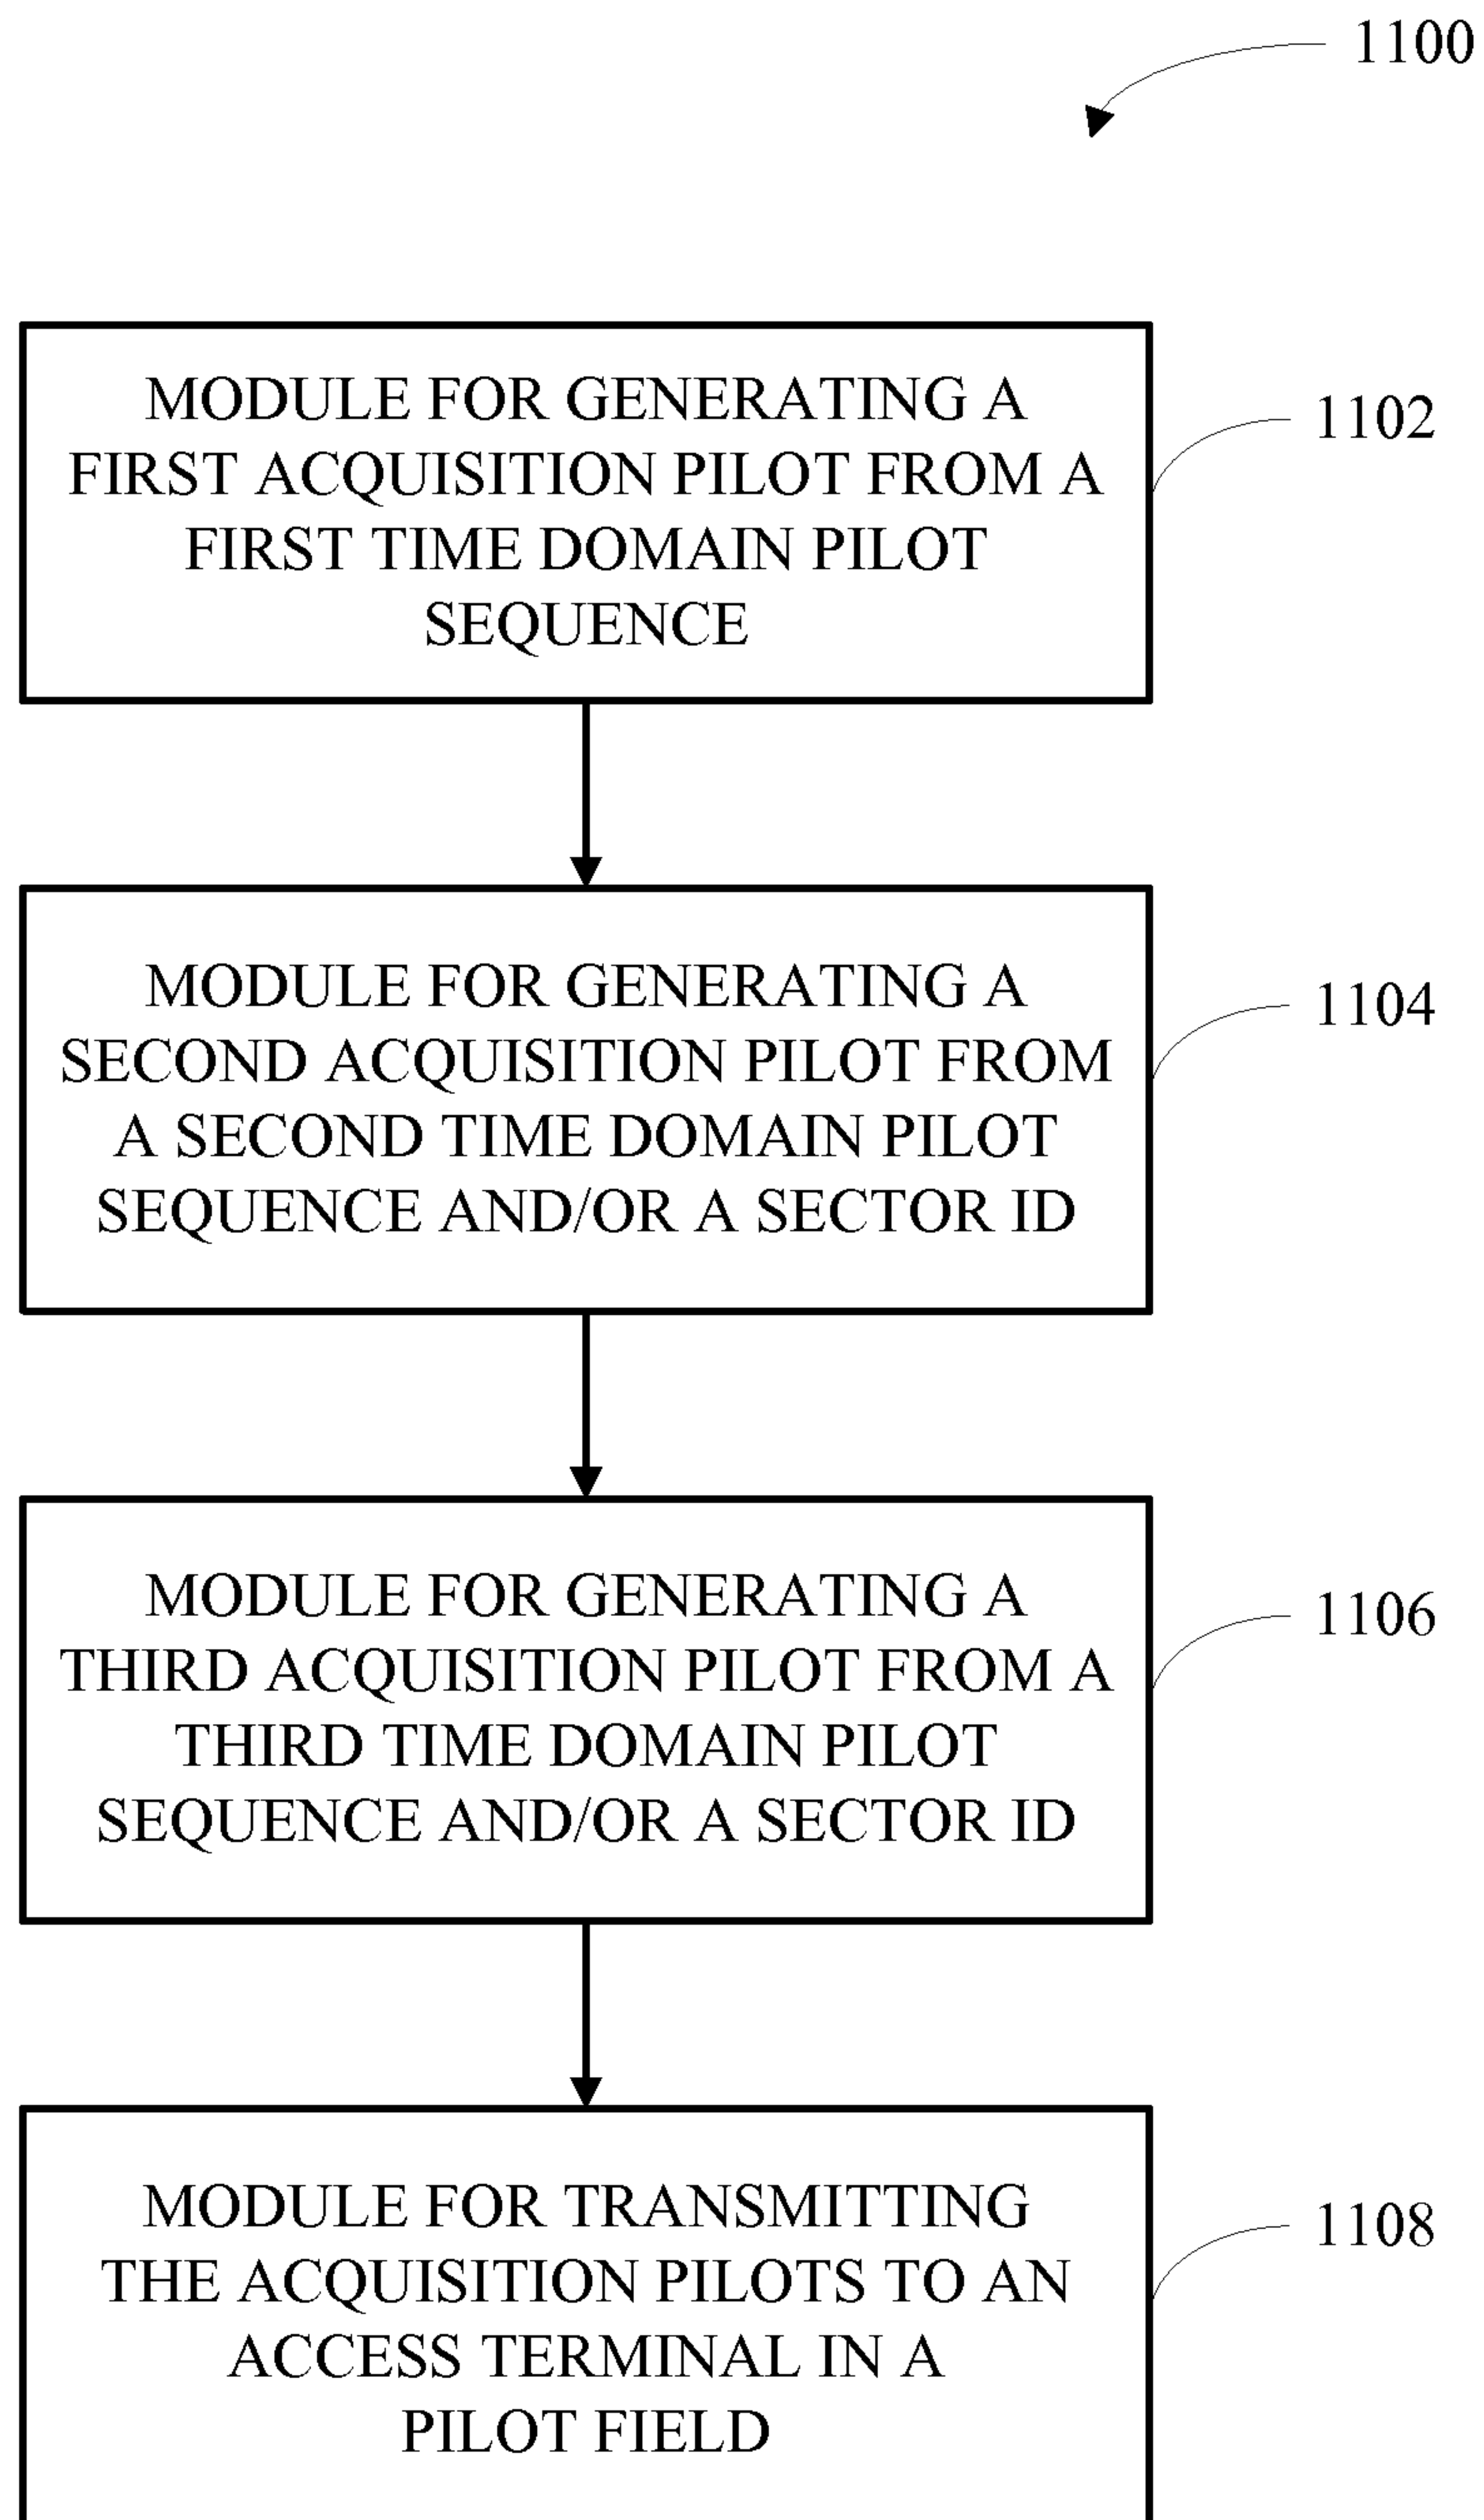 1100
MODULE FOR GENERATING A
FIRST ACQUISITION PILOT FROM A
FIRST TIME DOMAIN PILOT
SEQUENCE
1102
MODULE FOR GENERATING A
SECOND ACQUISITION PILOT FROM
A SECOND TIME DOMAIN PILOT
SEQUENCE AND/OR A SECTOR ID
1104
MODULE FOR GENERATING A
THIRD ACQUISITION PILOT FROM A
THIRD TIME DOMAIN PILOT
SEQUENCE AND/OR A SECTOR ID
1106
MODULE FOR TRANSMITTING
THE ACQUISITION PILOTS TO AN
ACCESS TERMINAL IN A
PILOT FIELD
1108